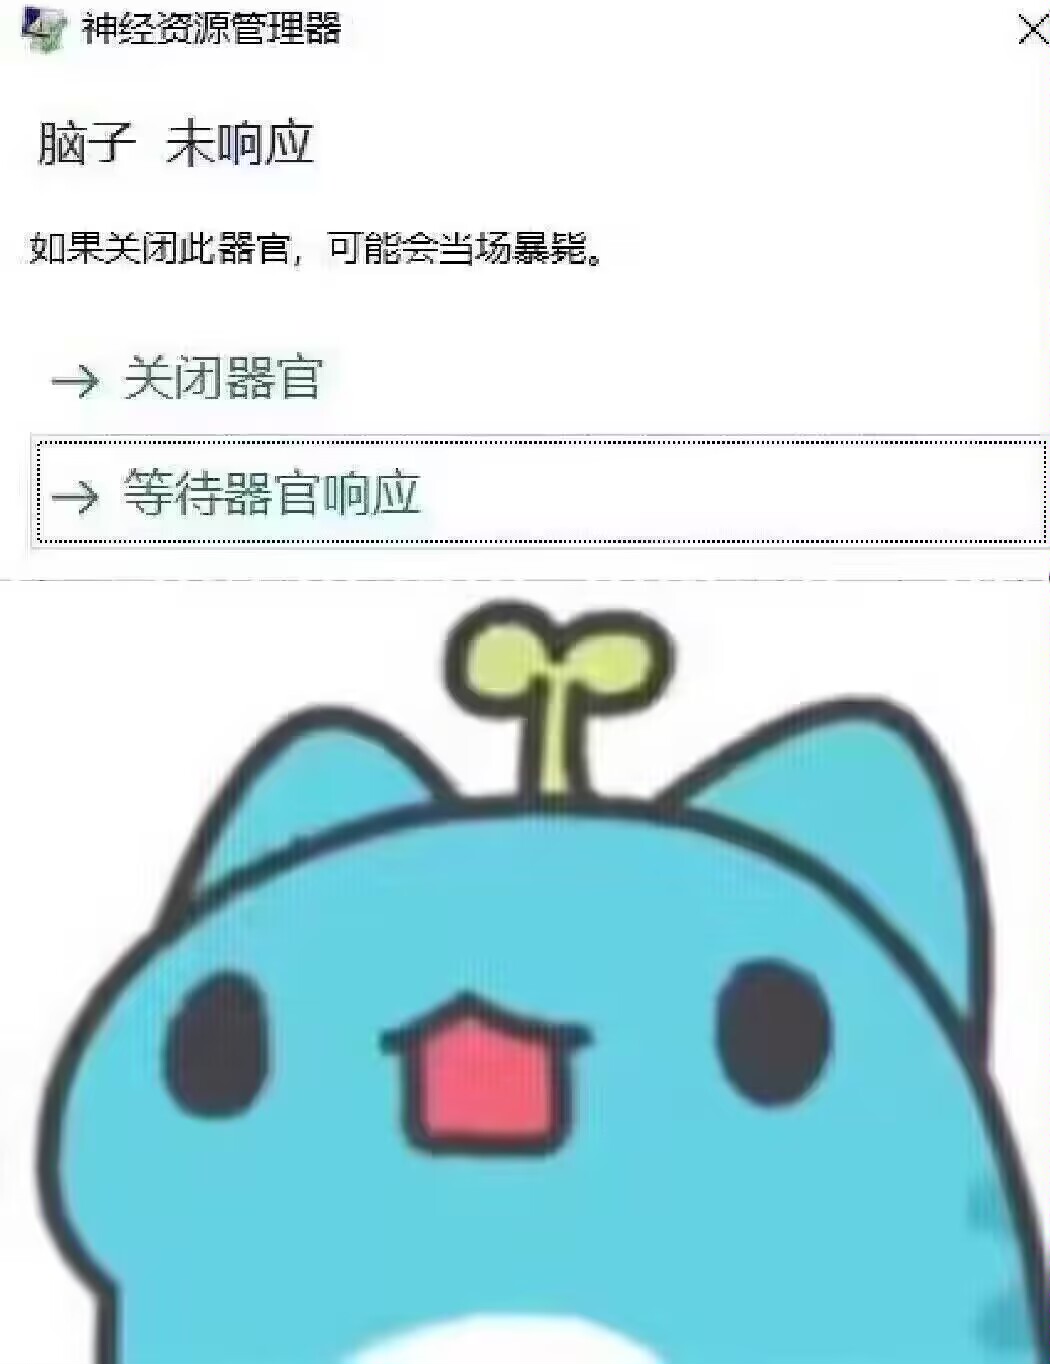 神经资源管理器
脑子 未响应
如果关闭此器官，可能会当场暴毙。
→ 关闭器官
→ 等待器官响应